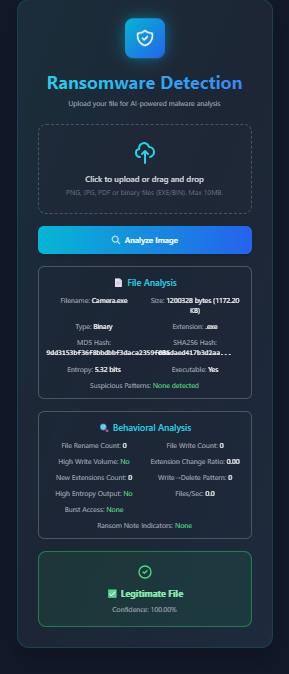 Ransomware Detection
Upload your file for AI-powered malware analysis
Click to upload or drag and drop
PNG, JPG, PDF or binary files (EXE/BIN). Max 10MB.
Analyze Image
File Analysis
Filename: Camera.exe
Size: 1200328 bytes (1172.20 KB)
Type: Binary
Extension: .exe
MD5 Hash:
SHA256 Hash:
Entropy: 5.32 bits
Executable: Yes
Suspicious Patterns: None detected
Behavioral Analysis
File Rename Count: 0
File Write Count: 0
High Write Volume: No
Extension Change Ratio: 0.00
New Extensions Count: 0
Write→Delete Pattern: 0
High Entropy Output: No
Files/Sec: 0.0
Burst Access: None
Ransom Note Indicators: None
Legitimate File
Confidence: 100.00%